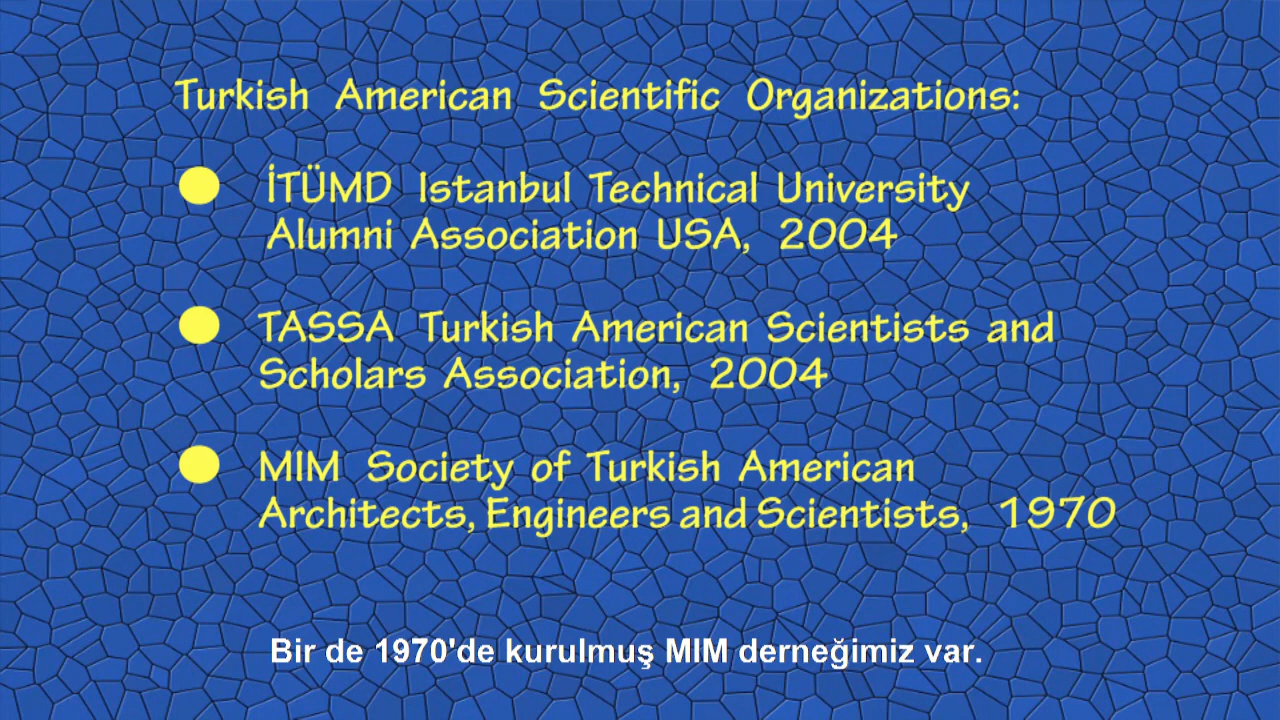 Turkish American Scientific Organizations:
İTÜMD Istanbul Technical University
Alumni Association USA, 2004
TASSA Turkish American Scientists and
Scholars Association, 2004
MIM Society of Turkish American
Architects, Engineers and Scientists, 1970
Bir de 1970'de kurulmuş MIM derneğimiz var.